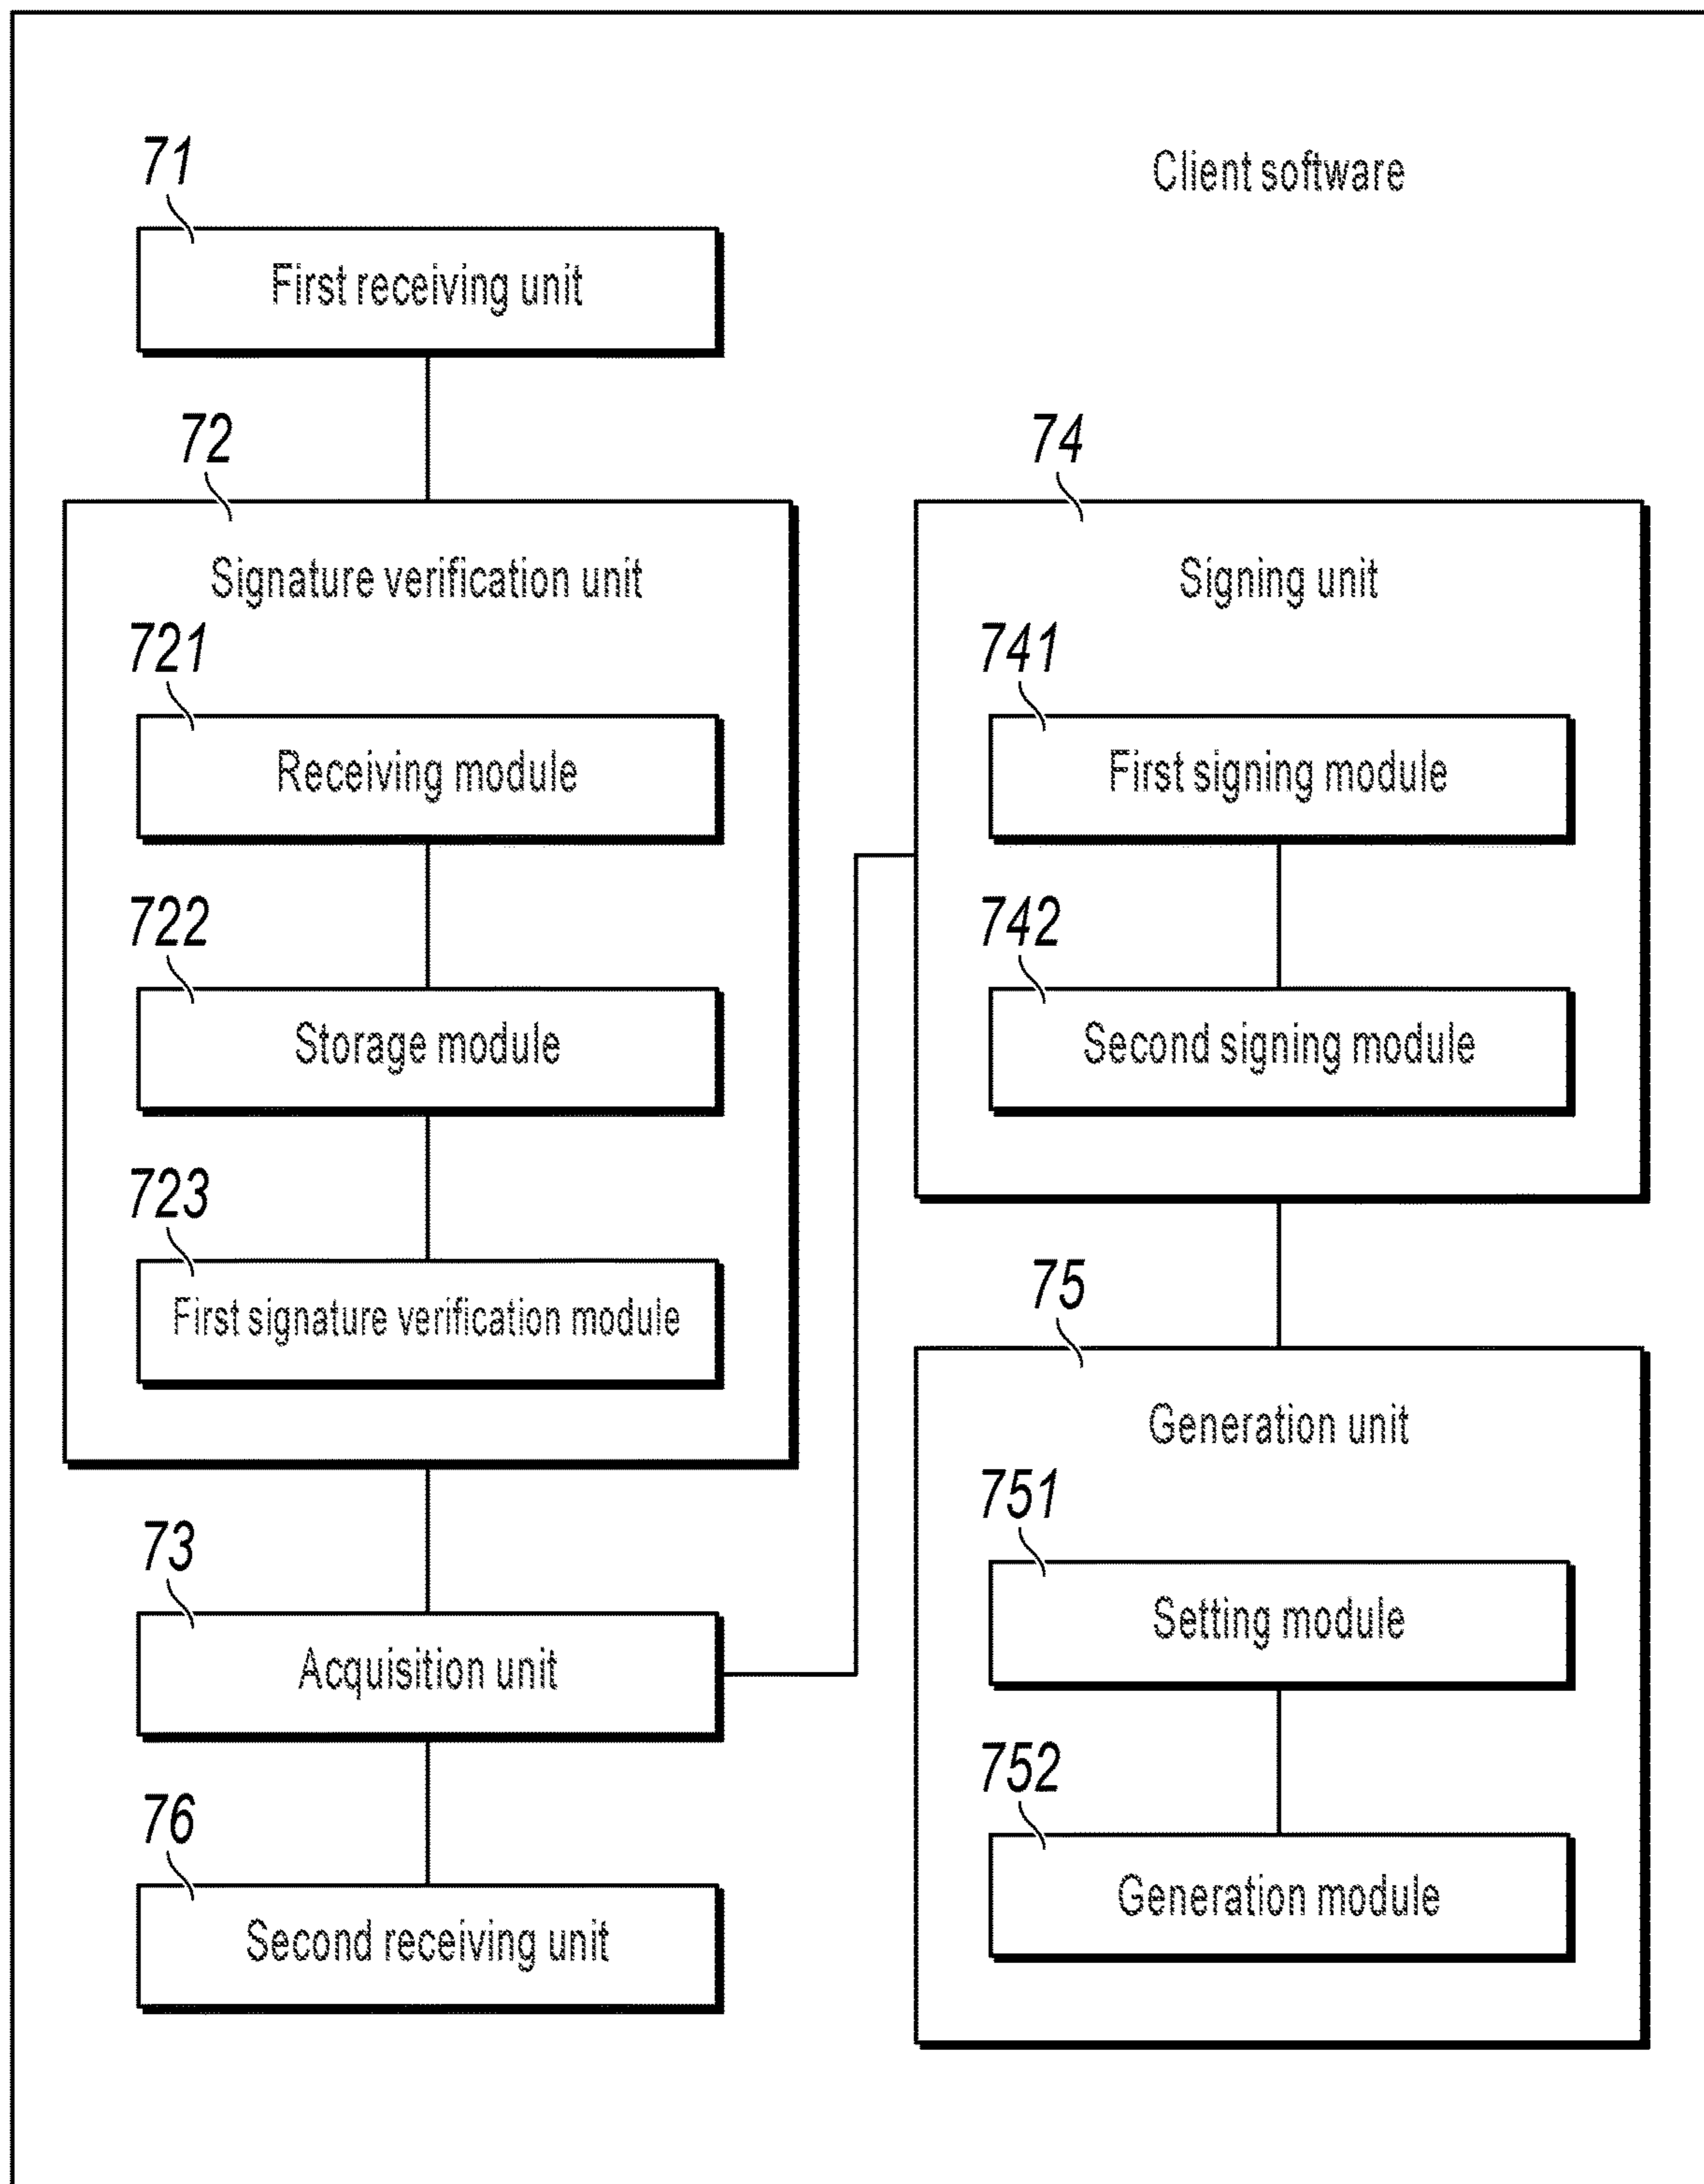 Client software
71
First receiving unit
72
Signature verification unit
721
Receiving module
722
Storage module
723
First signature verification module
73
Acquisition unit
76
Second receiving unit
74
Signing unit
741
First signing module
742
Second signing module
75
Generation unit
751
Setting module
752
Generation module